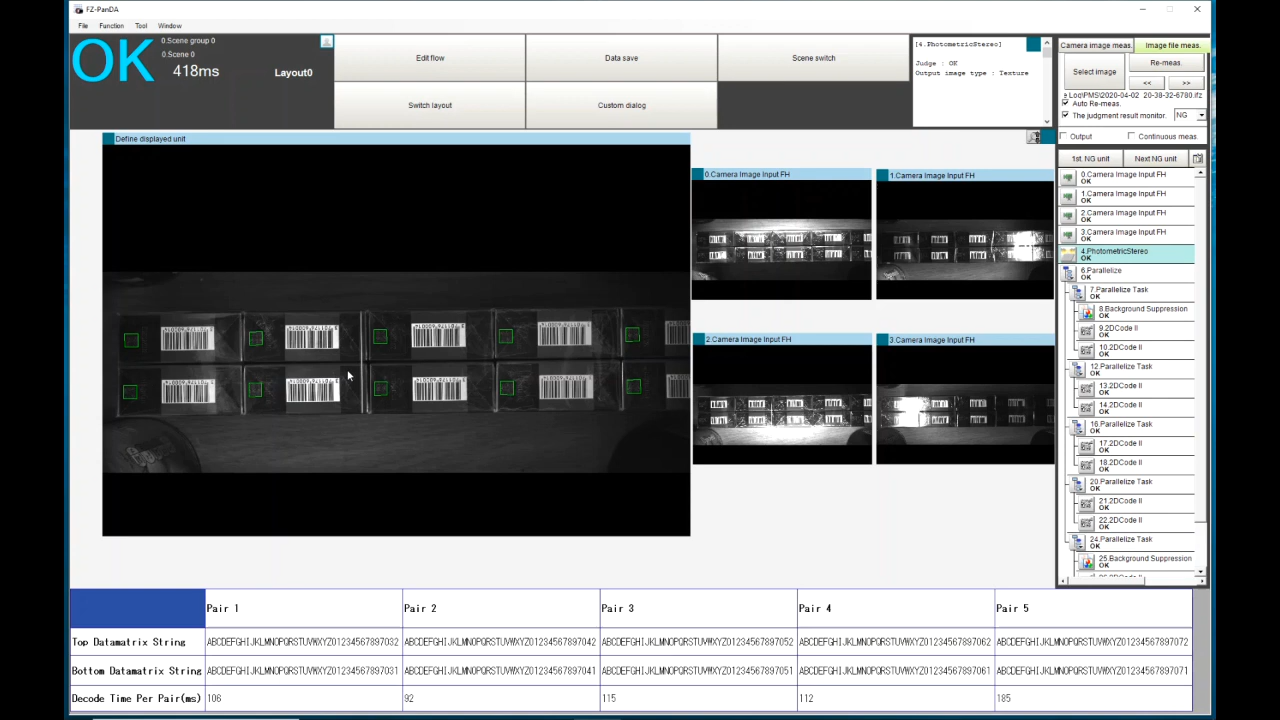 FZ-PanDA
File Function Tool Window
OK
0.Scene group 0
0.Scene 0
418ms
Layout0
Edit flow
Data save
Scene switch
Switch layout
Custom dialog
[4.PhotometricStereo]
Judge : OK
Output image type : Texture
Camera image meas.
Image file meas.
Select image
Re-meas.
<<
>>
Log\PMS\2020-04-02 20-38-32-6780.ifz
Auto Re-meas.
The judgment result monitor.
NG
Output
Continuous meas.
1st. NG unit
Next NG unit
Define displayed unit
0.Camera Image Input FH
1.Camera Image Input FH
2.Camera Image Input FH
3.Camera Image Input FH
0.Camera Image Input FH
OK
1.Camera Image Input FH
OK
2.Camera Image Input FH
OK
3.Camera Image Input FH
OK
4.PhotometricStereo
OK
6.Parallelize
OK
7.Parallelize Task
OK
8.Background Suppression
OK
9.2DCode II
OK
10.2DCode II
OK
12.Parallelize Task
OK
13.2DCode II
OK
14.2DCode II
OK
16.Parallelize Task
OK
17.2DCode II
OK
18.2DCode II
OK
20.Parallelize Task
OK
21.2DCode II
OK
22.2DCode II
OK
24.Parallelize Task
OK
25.Background Suppression
OK
Pair 1 Pair 2 Pair 3 Pair 4 Pair 5
Top Datamatrix String ABCDEFGHIJKLMNOPQRSTUVWXYZ01234567897032 ABCDEFGHIJKLMNOPQRSTUVWXYZ01234567897042 ABCDEFGHIJKLMNOPQRSTUVWXYZ01234567897052 ABCDEFGHIJKLMNOPQRSTUVWXYZ01234567897062 ABCDEFGHIJKLMNOPQRSTUVWXYZ01234567897072
Bottom Datamatrix String ABCDEFGHIJKLMNOPQRSTUVWXYZ01234567897031 ABCDEFGHIJKLMNOPQRSTUVWXYZ01234567897041 ABCDEFGHIJKLMNOPQRSTUVWXYZ01234567897051 ABCDEFGHIJKLMNOPQRSTUVWXYZ01234567897061 ABCDEFGHIJKLMNOPQRSTUVWXYZ01234567897071
Decode Time Per Pair(ms) 106 92 115 112 185